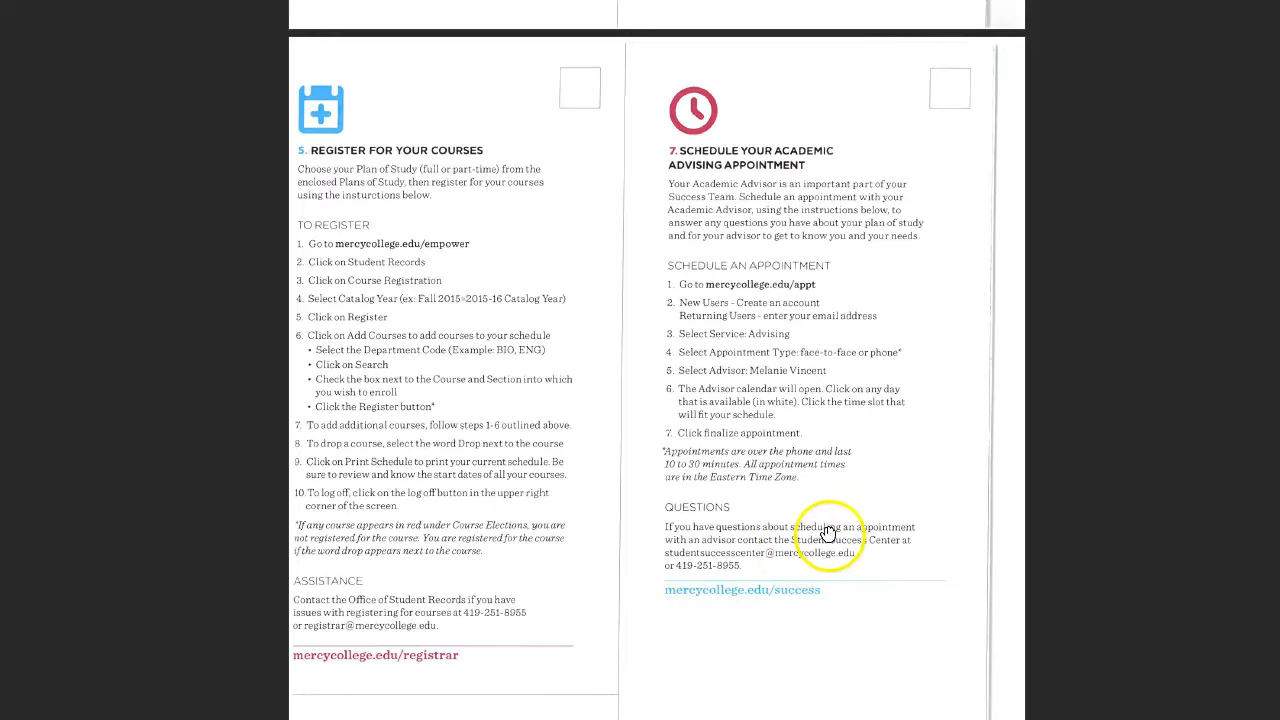 5. REGISTER FOR YOUR COURSES
Choose your Plan of Study (full or part-time) from the
enclosed Plans of Study, then register for your courses
using the insturctions below.
TO REGISTER
1. Go to mercycollege.edu/empower
2. Click on Student Records
3. Click on Course Registration
4. Select Catalog Year (ex: Fall 2015=2015-16 Catalog Year)
5. Click on Register
6. Click on Add Courses to add courses to your schedule
• Select the Department Code (Example: BIO, ENG)
• Click on Search
• Check the box next to the Course and Section into which
you wish to enroll
• Click the Register button*
7. To add additional courses, follow steps 1-6 outlined above.
8. To drop a course, select the word Drop next to the course
9. Click on Print Schedule to print your current schedule. Be
sure to review and know the start dates of all your courses.
10. To log off, click on the log off button in the upper right
corner of the screen.
*If any course appears in red under Course Elections, you are
not registered for the course. You are registered for the course
if the word drop appears next to the course.
ASSISTANCE
Contact the Office of Student Records if you have
issues with registering for courses at 419-251-8955
or registrar@mercycollege.edu.
mercycollege.edu/registrar
7. SCHEDULE YOUR ACADEMIC
ADVISING APPOINTMENT
Your Academic Advisor is an important part of your
Success Team. Schedule an appointment with your
Academic Advisor, using the instructions below, to
answer any questions you have about your plan of study
and for your advisor to get to know you and your needs.
SCHEDULE AN APPOINTMENT
1. Go to mercycollege.edu/appt
2. New Users - Create an account
Returning Users - enter your email address
3. Select Service: Advising
4. Select Appointment Type: face-to-face or phone*
5. Select Advisor: Melanie Vincent
6. The Advisor calendar will open. Click on any day
that is available (in white). Click the time slot that
will fit your schedule.
7. Click finalize appointment.
*Appointments are over the phone and last
10 to 30 minutes. All appointment times
are in the Eastern Time Zone.
QUESTIONS
If you have questions about scheduling an appointment
with an advisor contact the Student Success Center at
studentsuccesscenter@mercycollege.edu
or 419-251-8955.
mercycollege.edu/success